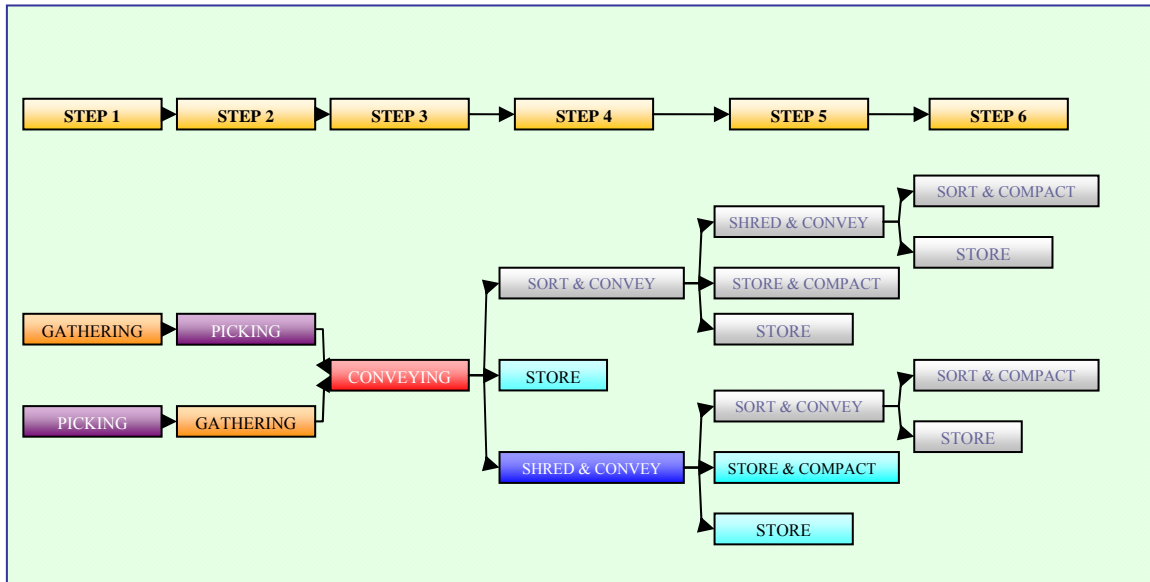 STEP 1
STEP 2
STEP 3
STEP 4
STEP 5
STEP 6
SORT & COMPACT
SHRED & CONVEY
STORE
SORT & CONVEY
STORE & COMPACT
STORE
GATHERING
PICKING
CONVEYING
STORE
SORT & COMPACT
SORT & CONVEY
PICKING
GATHERING
STORE
SHRED & CONVEY
STORE & COMPACT
STORE